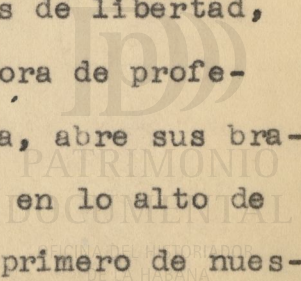 s de libertad,
ora de profe-
a, abre sus bra-
PATRIMONIO
en lo alto de
DOCUMENTAL
OFICINA DEL HISTORIADOR
primero de nues-
DE LA HABANA